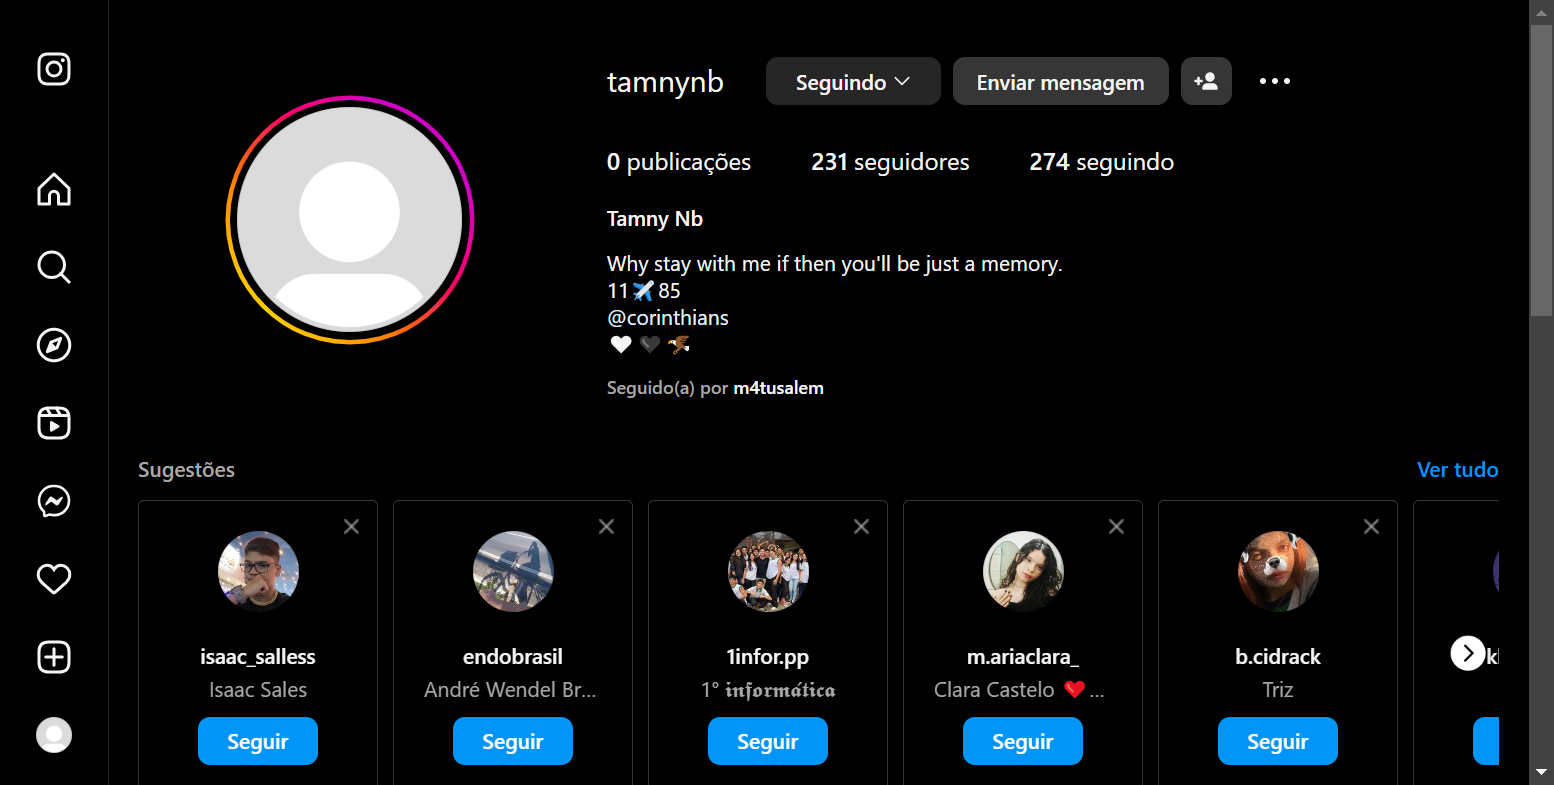 tamnynb
Seguindo
Enviar mensagem
0 publicações
231 seguidores
274 seguindo
Tamny Nb
Why stay with me if then you'll be just a memory.
11✈️85
@corinthians
🤍🖤🦅
Seguido(a) por m4tusalem
Sugestões
Ver tudo
isaac_salless
Isaac Sales
Seguir
endobrasil
André Wendel Br...
Seguir
1infor.pp
1° 𝖎𝖓𝖋𝖔𝖗𝖒á𝖙𝖎𝖈𝖆
Seguir
m.ariaclara_
Clara Castelo ❤️...
Seguir
b.cidrack
Triz
Seguir